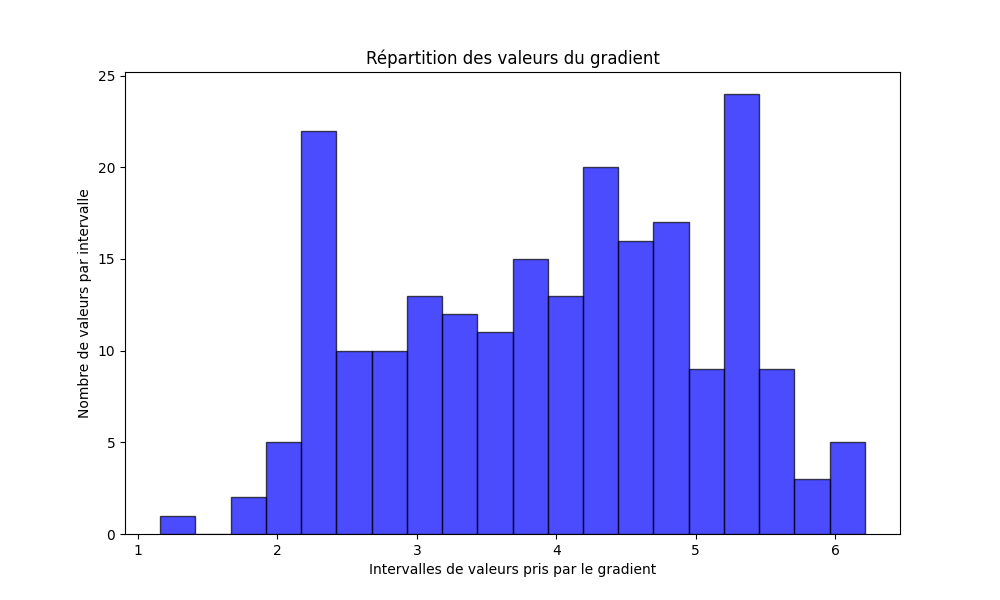 Répartition des valeurs du gradient
25
20
15
10
5
0
Nombre de valeurs par intervalle
1 2 3 4 5 6
Intervalles de valeurs pris par le gradient